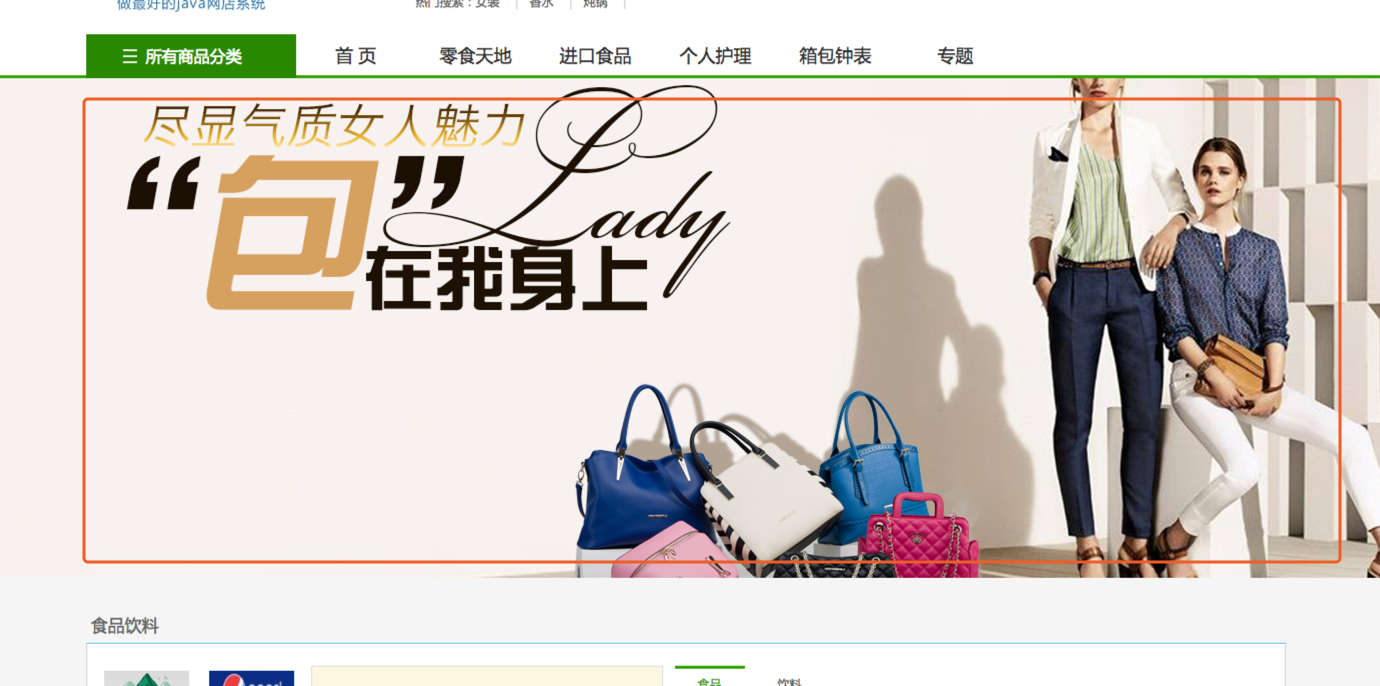 做最好的java网店系统
热门搜索：女装 香水 炖锅
☰ 所有商品分类 首 页 零食天地 进口食品 个人护理 箱包钟表 专题
尽显气质女人魅力
“包”
Lady
在我身上
食品饮料
食品 饮料